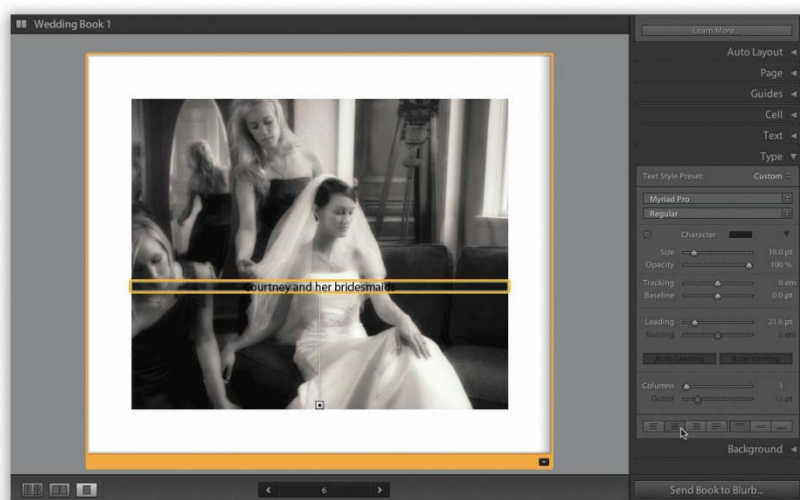 Wedding Book 1
Courtney and her bridesmaids
6
Learn More...
Auto Layout
Page
Guides
Cell
Text
Type
Text Style Preset: Custom
Myriad Pro
Regular
Character
Size 18.0 pt
Opacity 100 %
Tracking 0 em
Baseline 0.0 pt
Leading 21.6 pt
Kerning 0 em
Auto Leading Auto Kerning
Columns 1
Gutter 18 pt
Background
Send Book to Blurb...